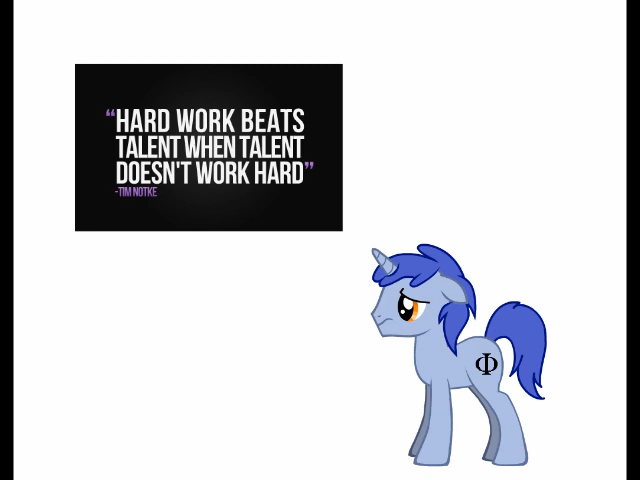 “HARD WORK BEATS
TALENT WHEN TALENT
DOESN'T WORK HARD”
-TIM NOTKE
Φ